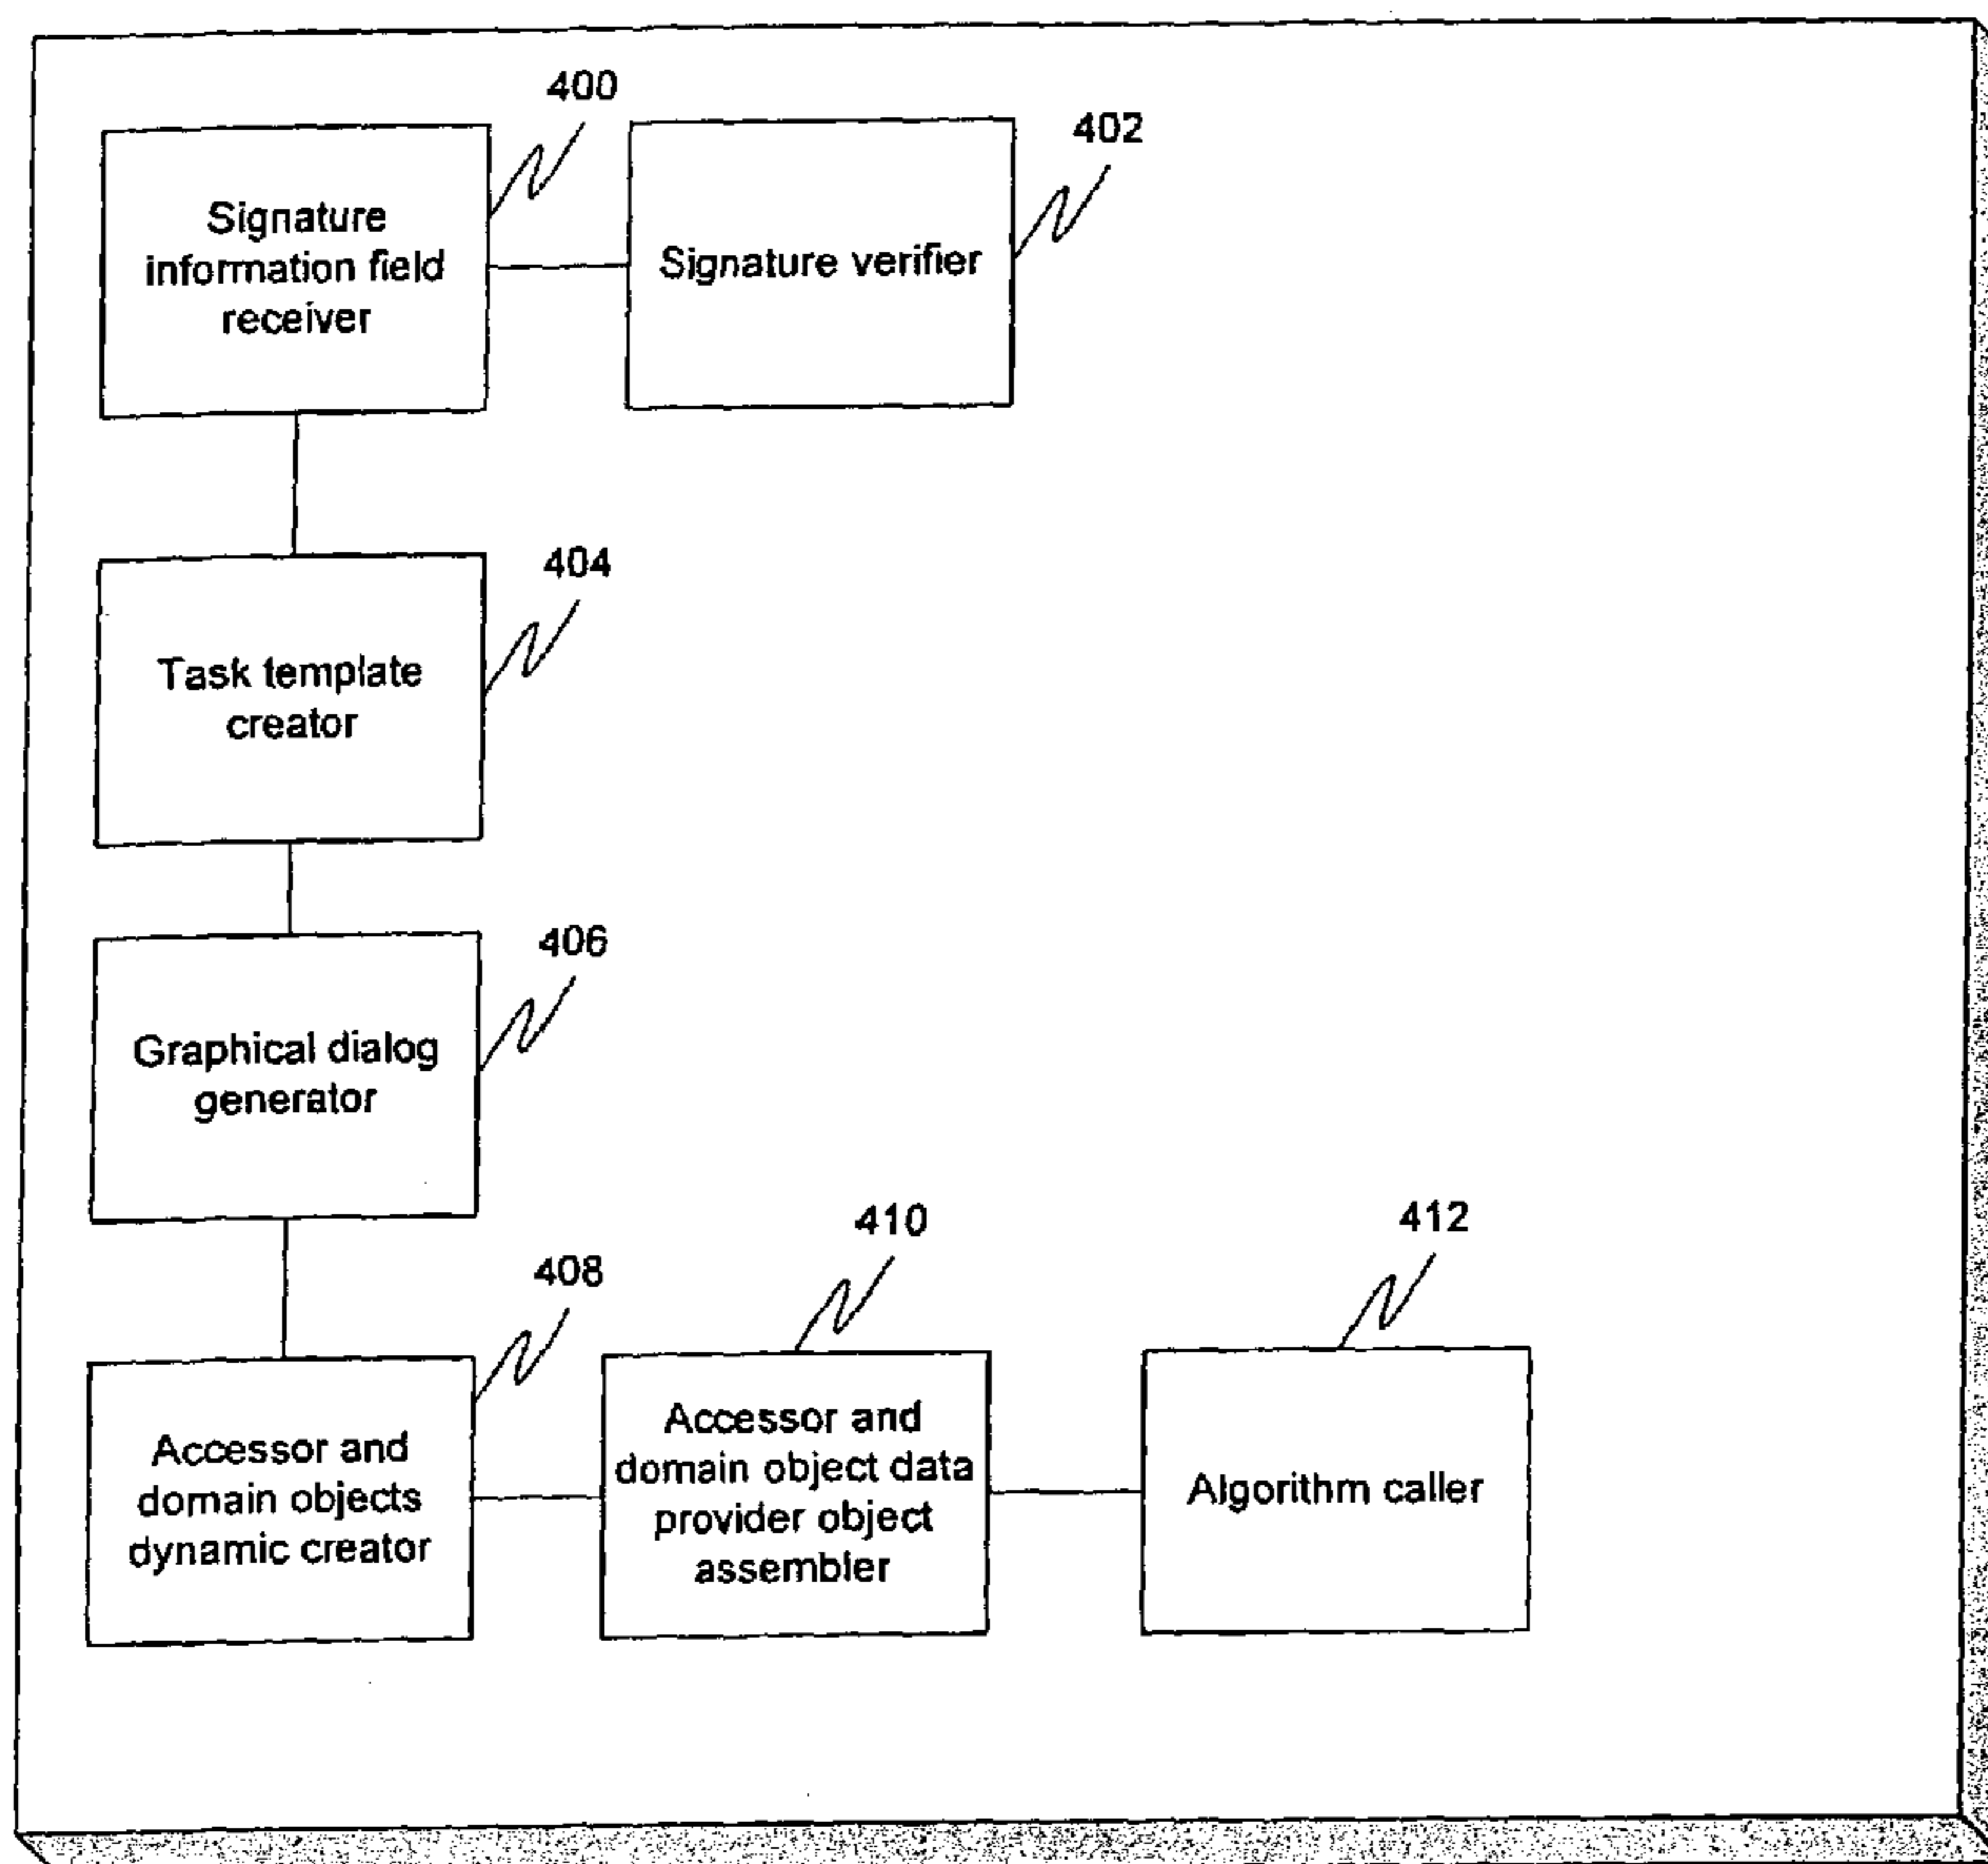 400
402
Signature
information field
receiver
Signature verifier
404
Task template
creator
406
Graphical dialog
generator
408
410
412
Accessor and
domain objects
dynamic creator
Accessor and
domain object data
provider object
assembler
Algorithm caller